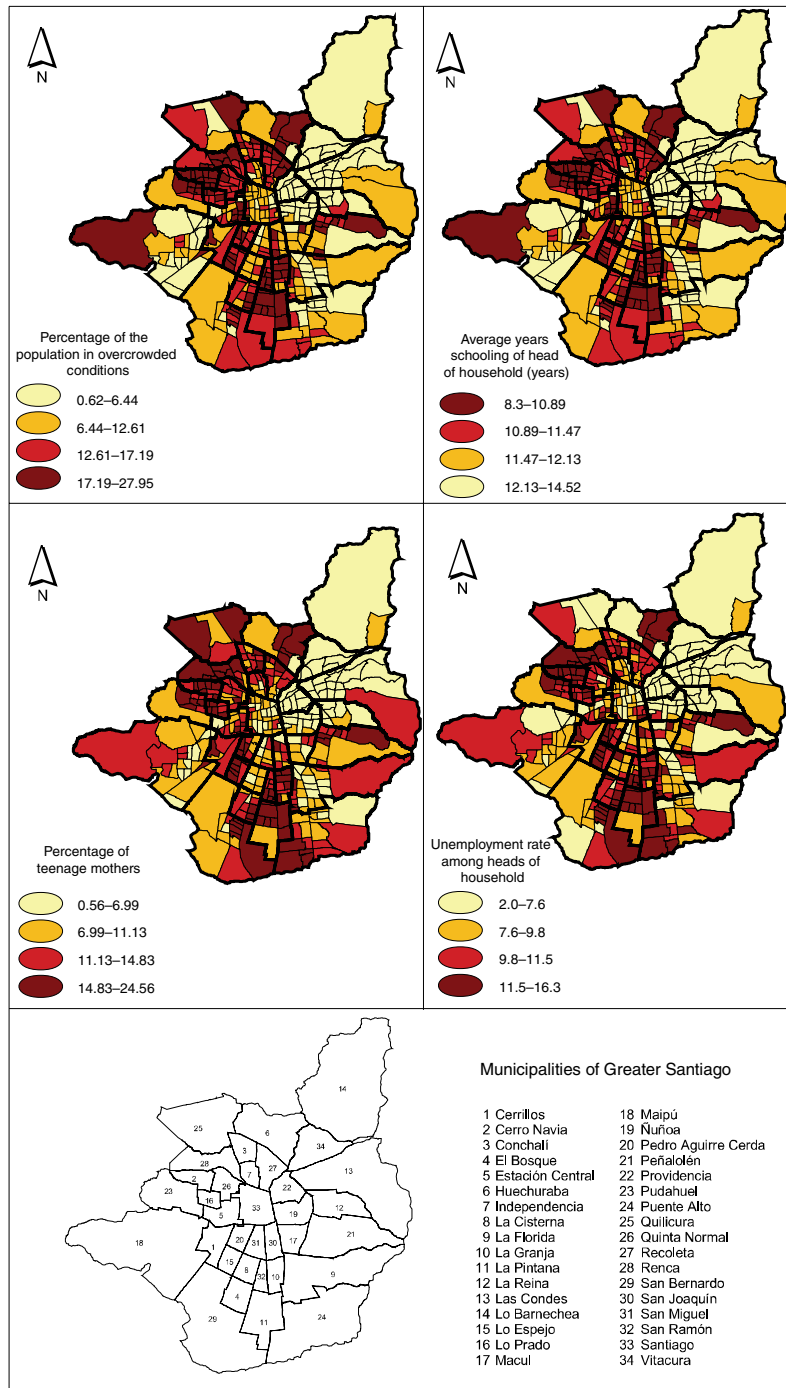 N
Percentage of the
population in overcrowded
conditions
0.62–6.44
6.44–12.61
12.61–17.19
17.19–27.95
N
Average years
schooling of head
of household (years)
8.3–10.89
10.89–11.47
11.47–12.13
12.13–14.52
N
Percentage of
teenage mothers
0.56–6.99
6.99–11.13
11.13–14.83
14.83–24.56
N
Unemployment rate
among heads of
household
2.0–7.6
7.6–9.8
9.8–11.5
11.5–16.3
14
25
6
34
3
13
28
27
7
2
26
22
23
16
12
5
33
19
21
18
20
31
30
17
1
15
8
9
32
10
4
29
11
24
Municipalities of Greater Santiago
1 Cerrillos
2 Cerro Navia
3 Conchalí
4 El Bosque
5 Estación Central
6 Huechuraba
7 Independencia
8 La Cisterna
9 La Florida
10 La Granja
11 La Pintana
12 La Reina
13 Las Condes
14 Lo Barnechea
15 Lo Espejo
16 Lo Prado
17 Macul
18 Maipú
19 Ñuñoa
20 Pedro Aguirre Cerda
21 Peñalolén
22 Providencia
23 Pudahuel
24 Puente Alto
25 Quilicura
26 Quinta Normal
27 Recoleta
28 Renca
29 San Bernardo
30 San Joaquín
31 San Miguel
32 San Ramón
33 Santiago
34 Vitacura